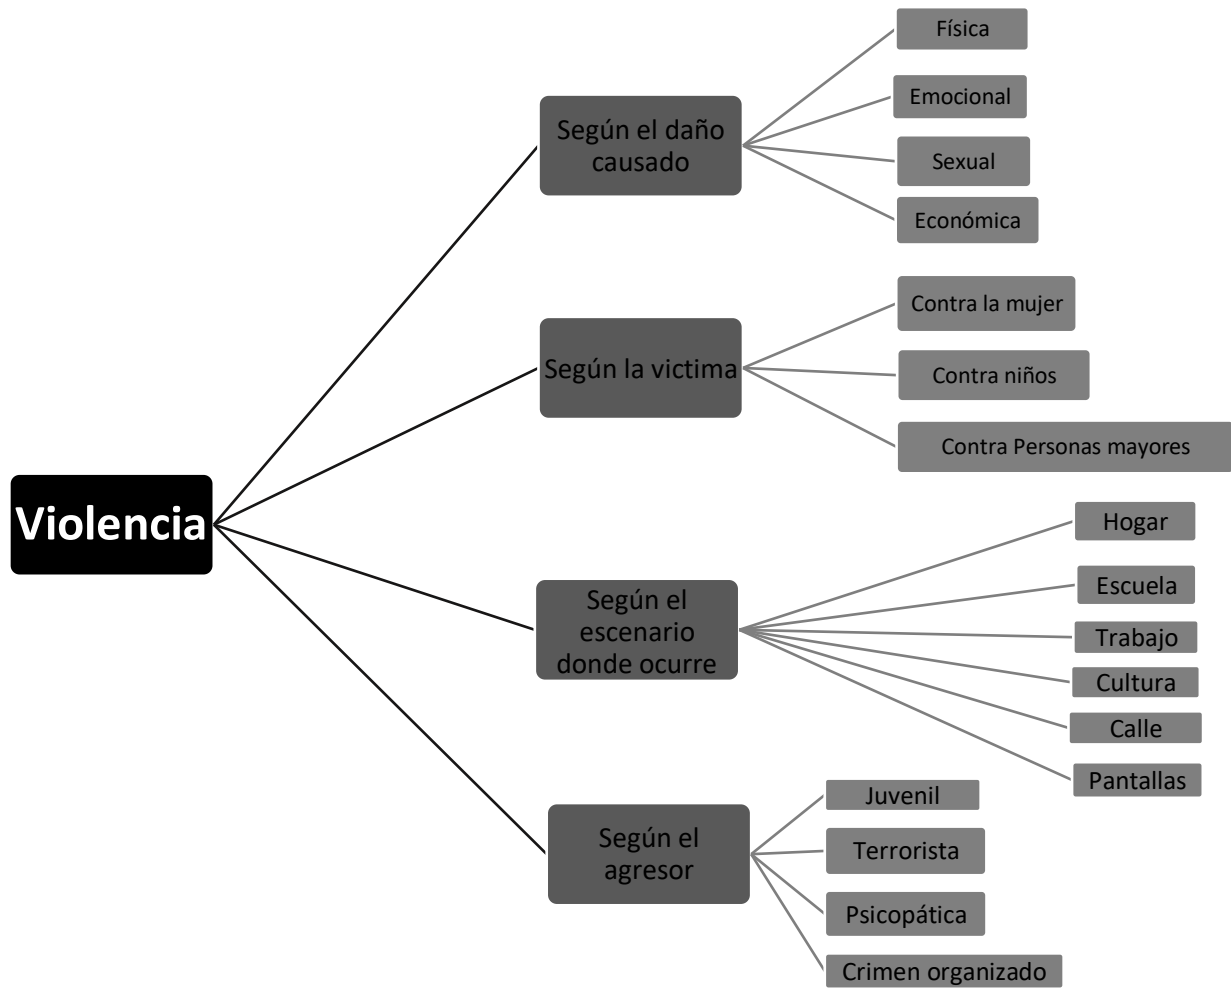 Violencia
Según el daño
causado
Física
Emocional
Sexual
Económica
Según la victima
Contra la mujer
Contra niños
Contra Personas mayores
Según el
escenario
donde ocurre
Hogar
Escuela
Trabajo
Cultura
Calle
Pantallas
Según el
agresor
Juvenil
Terrorista
Psicopática
Crimen organizado